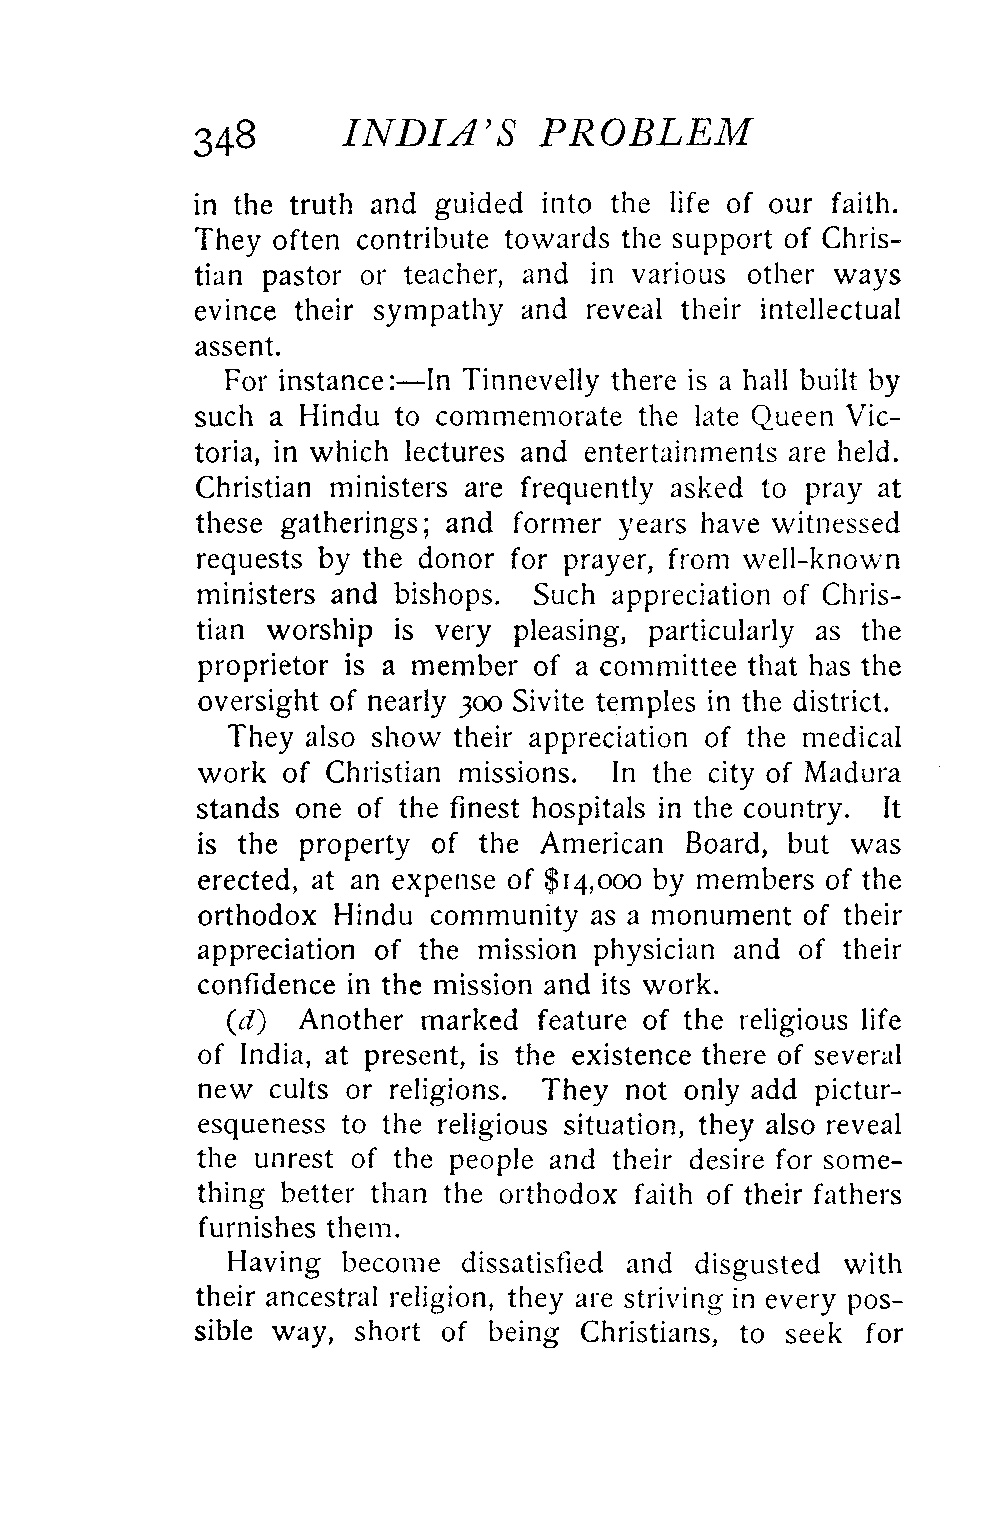 348 INDIA'S PROBLEM
in the truth and guided into the life of our faith.
They often contribute towards the support of Chris-
tian pastor or teacher, and in various other ways
evince their sympathy and reveal their intellectual
assent.
For instance:—In Tinnevelly there is a hall built by
such a Hindu to commemorate the late Queen Vic-
toria, in which lectures and entertainments are held.
Christian ministers are frequently asked to pray at
these gatherings; and former years have witnessed
requests by the donor for prayer, from well-known
ministers and bishops. Such appreciation of Chris-
tian worship is very pleasing, particularly as the
proprietor is a member of a committee that has the
oversight of nearly 300 Sivite temples in the district.
They also show their appreciation of the medical
work of Christian missions. In the city of Madura
stands one of the finest hospitals in the country. It
is the property of the American Board, but was
erected, at an expense of $14,000 by members of the
orthodox Hindu community as a monument of their
appreciation of the mission physician and of their
confidence in the mission and its work.
(d) Another marked feature of the religious life
of India, at present, is the existence there of several
new cults or religions. They not only add pictur-
esqueness to the religious situation, they also reveal
the unrest of the people and their desire for some-
thing better than the orthodox faith of their fathers
furnishes them.
Having become dissatisfied and disgusted with
their ancestral religion, they are striving in every pos-
sible way, short of being Christians, to seek for